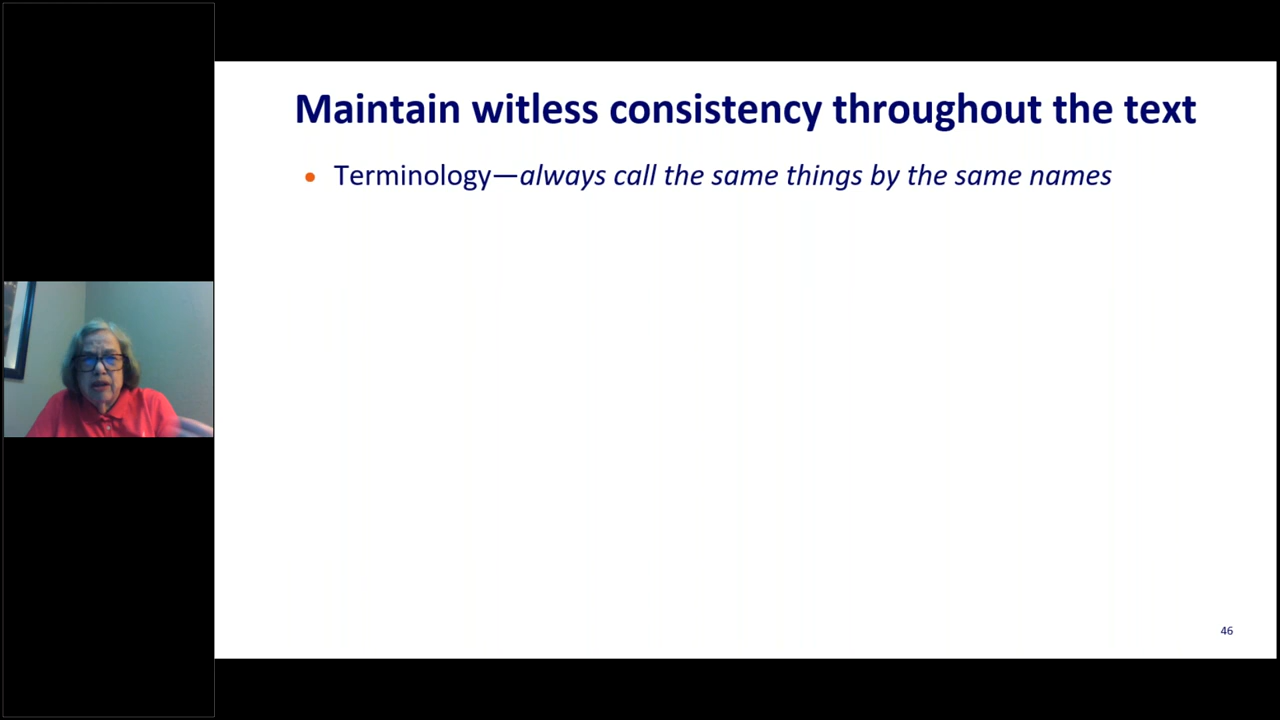 Maintain witless consistency throughout the text
• Terminology—always call the same things by the same names
46